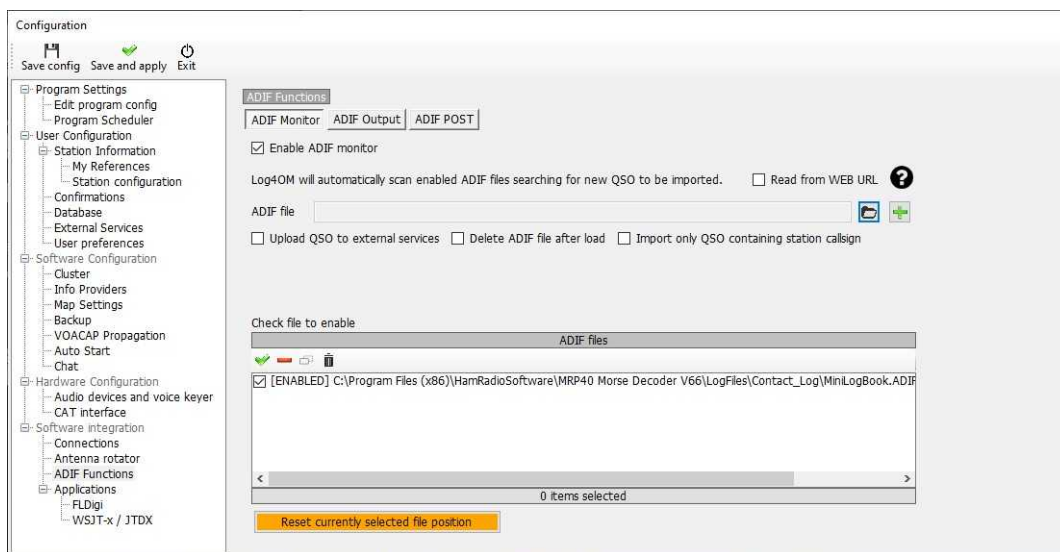 Configuration
Save config Save and apply Exit
Program Settings
Edit program config
Program Scheduler
User Configuration
Station Information
My References
Station configuration
Confirmations
Database
External Services
User preferences
Software Configuration
Cluster
Info Providers
Map Settings
Backup
VOACAP Propagation
Auto Start
Chat
Hardware Configuration
Audio devices and voice keyer
CAT interface
Software integration
Connections
Antenna rotator
ADIF Functions
Applications
FLDigi
WSJT-x / JTDX
ADIF Functions
ADIF Monitor ADIF Output ADIF POST
Enable ADIF monitor
Log4OM will automatically scan enabled ADIF files searching for new QSO to be imported. Read from WEB URL ?
ADIF file
Upload QSO to external services Delete ADIF file after load Import only QSO containing station callsign
Check file to enable
ADIF files
[ENABLED] C:\Program Files (x86)\HamRadioSoftware\MRP40 Morse Decoder V66\LogFiles\Contact_Log\MiniLogBook.ADIF
0 items selected
Reset currently selected file position